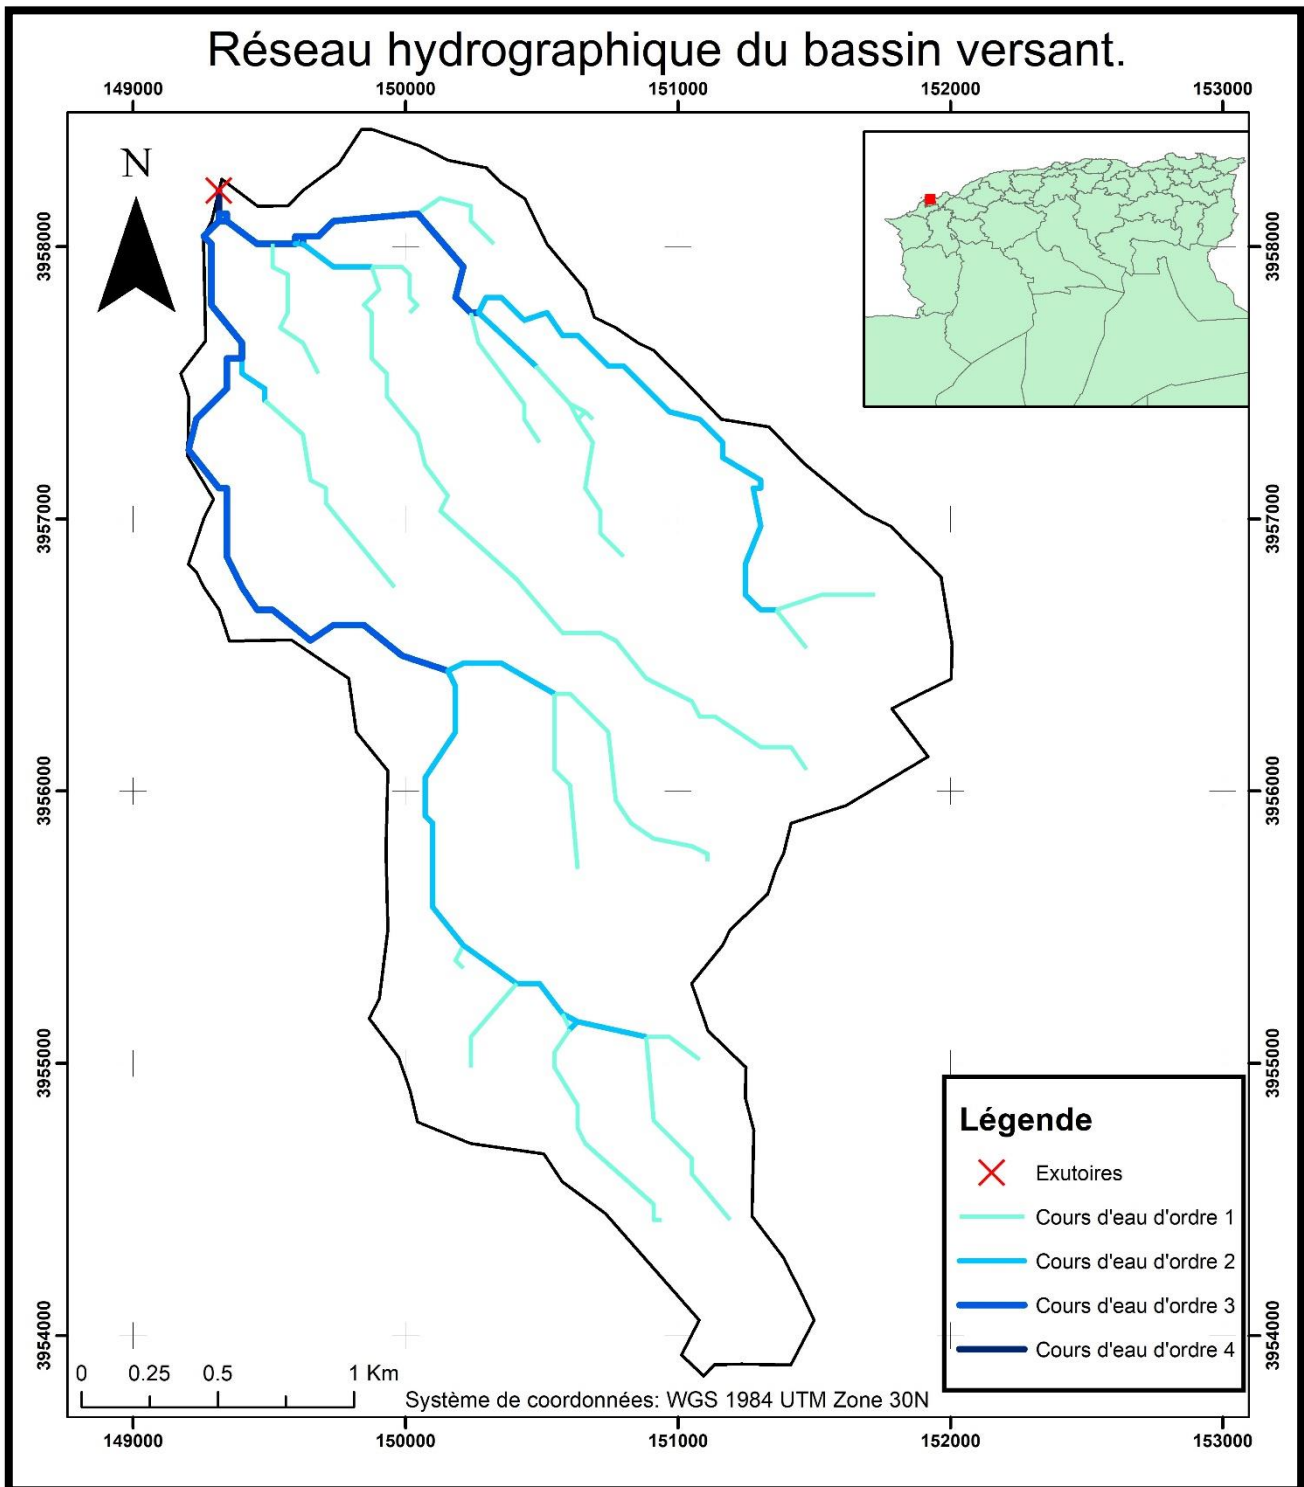 Réseau hydrographique du bassin versant.
149000 150000 151000 152000 153000
N
3958000 3958000
3957000 3957000
3956000 3956000
3955000 3955000
3954000 3954000
Légende
Exutoires
Cours d'eau d'ordre 1
Cours d'eau d'ordre 2
Cours d'eau d'ordre 3
Cours d'eau d'ordre 4
0 0.25 0.5 1 Km
Système de coordonnées: WGS 1984 UTM Zone 30N
149000 150000 151000 152000 153000